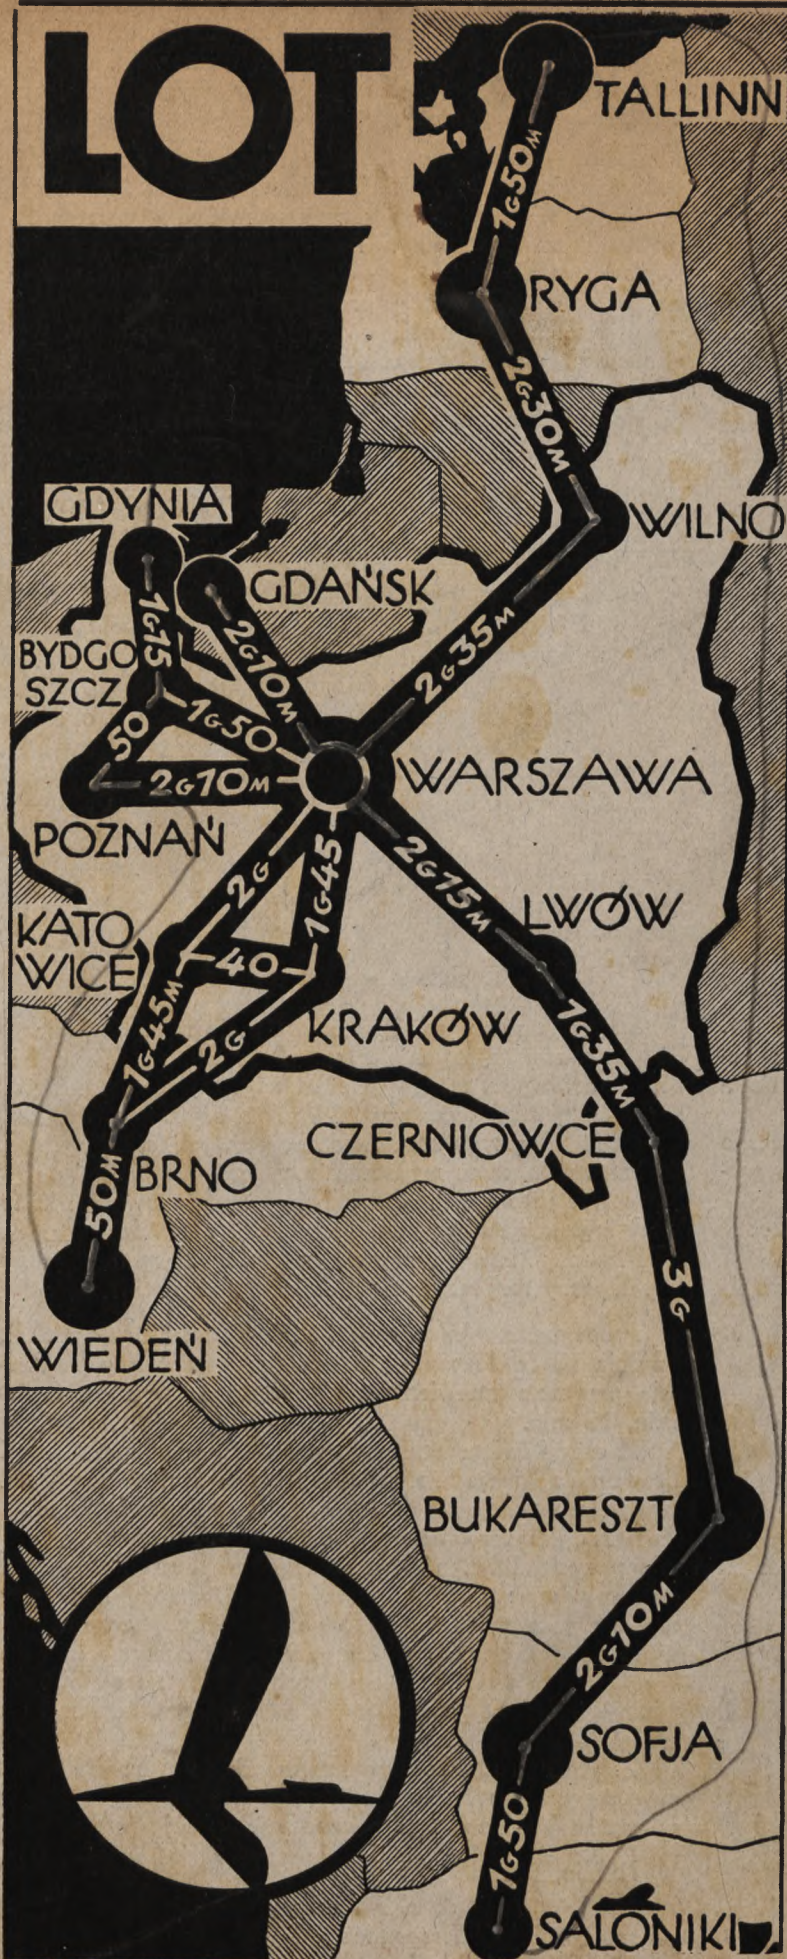 LOT
TALLINN
1G50M
RYGA
2G30M
GDYNIA
WILNO
GDAŃSK
1G15
2G10M
2G35M
BYDGO
SZCZ
50
1G50
2G10M
WARSZAWA
POZNAŃ
2G
1G45
2G15M
LWÓW
KATO
WICE
40
1G45M
2G
KRAKÓW
1G35M
CZERNIOWCE
BRNO
50M
3G
WIEDEŃ
BUKARESZT
2G10M
SOFJA
1G50
SALONIKI